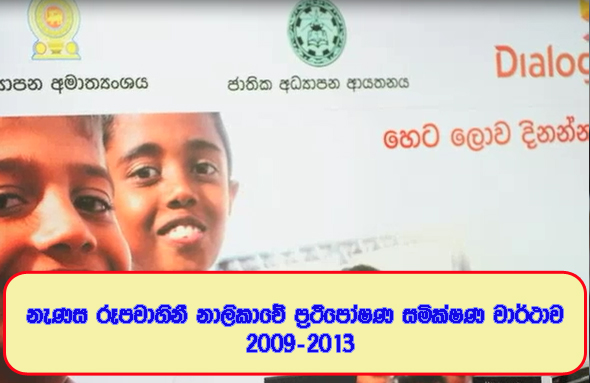 Dialog
්‍යාපන අමාත්‍යංශය
ජාතික අධ්‍යාපන ආයතනය
හෙට ලොව දිනන්න
නැණස රූපවාහිනී නාලිකාවේ ප්‍රතිපෝෂණ සමීක්ෂණ වාර්ථාව
2009-2013